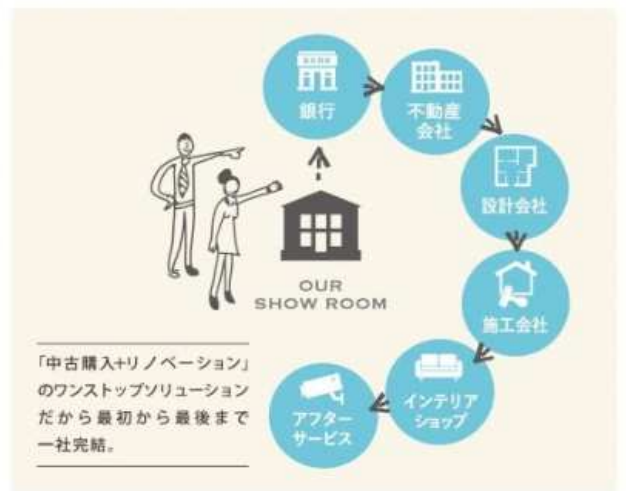 BANK
銀行
不動産
会社
設計会社
施工会社
インテリア
ショップ
アフター
サービス
OUR
SHOW ROOM
「中古購入+リノベーション」
のワンストップソリューション
だから最初から最後まで
一社完結。